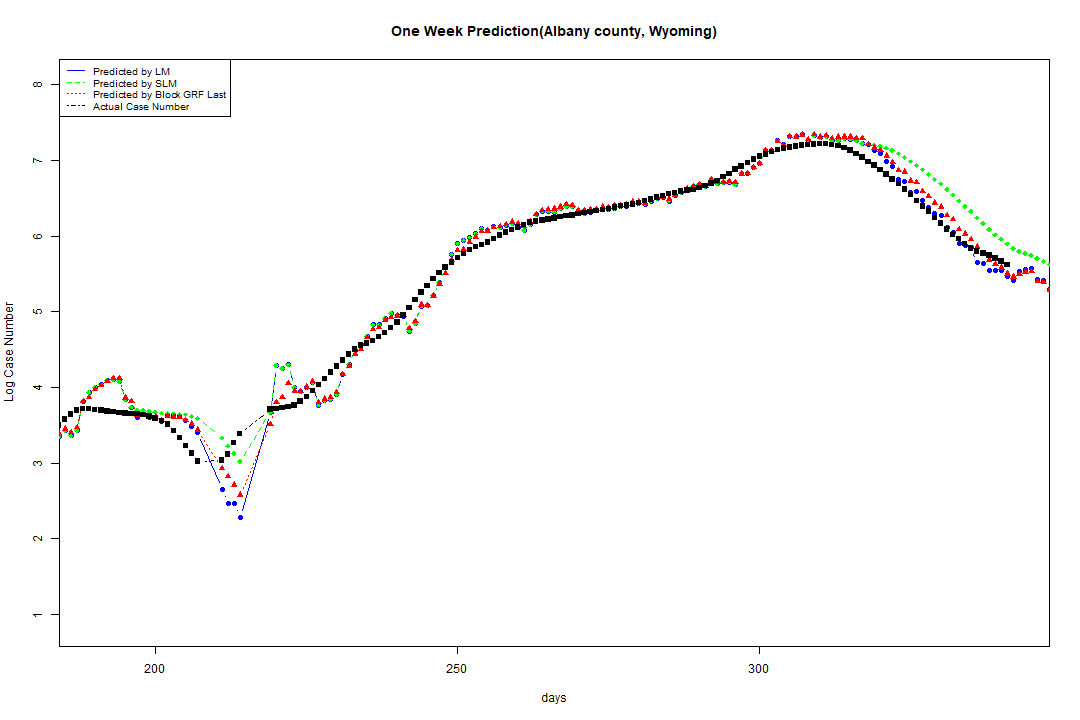 One Week Prediction(Albany county, Wyoming)
Predicted by LM
Predicted by SLM
Predicted by Block GRF Last
Actual Case Number
8
7
6
5
4
3
2
1
Log Case Number
200
250
300
days